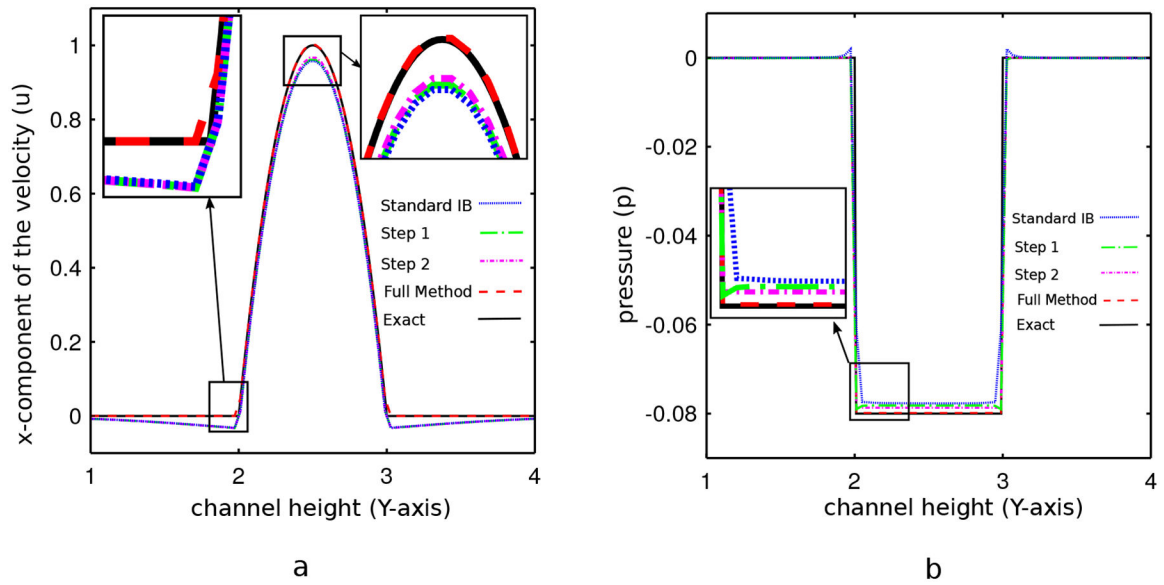 x-component of the velocity (u)
1
0.8
0.6
0.4
0.2
0
Standard IB
Step 1
Step 2
Full Method
Exact
1
2
3
4
channel height (Y-axis)
a
pressure (p)
0
-0.02
-0.04
-0.06
-0.08
Standard IB
Step 1
Step 2
Full Method
Exact
1
2
3
4
channel height (Y-axis)
b